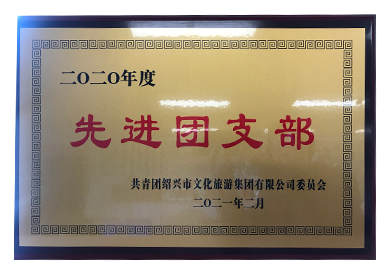 二〇二〇年度
先进团支部
共青团绍兴市文化旅游集团有限公司委员会
二〇二一年二月